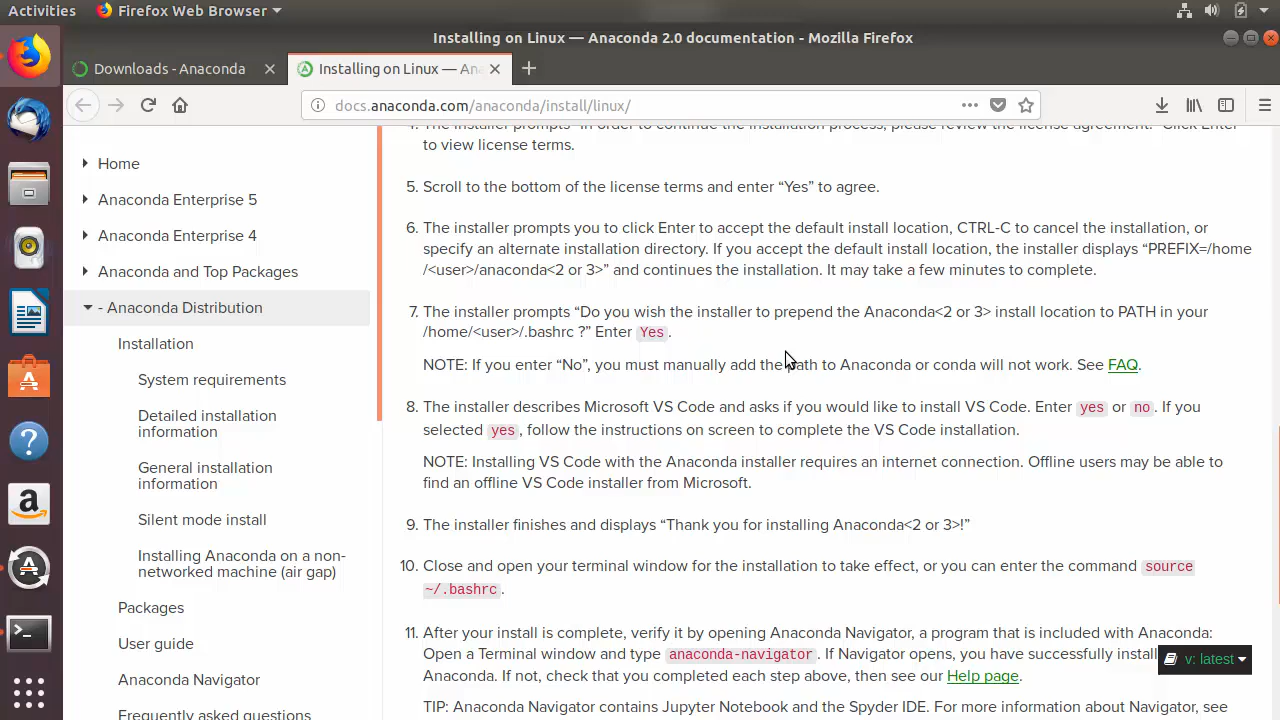 Activities
Firefox Web Browser
Installing on Linux — Anaconda 2.0 documentation - Mozilla Firefox
Downloads - Anaconda
Installing on Linux — An
docs.anaconda.com/anaconda/install/linux/
Home
Anaconda Enterprise 5
Anaconda Enterprise 4
Anaconda and Top Packages
- Anaconda Distribution
Installation
System requirements
Detailed installation
information
General installation
information
Silent mode install
Installing Anaconda on a non-
networked machine (air gap)
Packages
User guide
Anaconda Navigator
Frequently asked questions
4. The installer prompts “In order to continue the installation process, please review the license agreement.” Click Enter
to view license terms.
5. Scroll to the bottom of the license terms and enter “Yes” to agree.
6. The installer prompts you to click Enter to accept the default install location, CTRL-C to cancel the installation, or
specify an alternate installation directory. If you accept the default install location, the installer displays “PREFIX=/home
/<user>/anaconda<2 or 3>” and continues the installation. It may take a few minutes to complete.
7. The installer prompts “Do you wish the installer to prepend the Anaconda<2 or 3> install location to PATH in your
/home/<user>/.bashrc ?” Enter Yes.
NOTE: If you enter “No”, you must manually add the path to Anaconda or conda will not work. See FAQ.
8. The installer describes Microsoft VS Code and asks if you would like to install VS Code. Enter yes or no. If you
selected yes, follow the instructions on screen to complete the VS Code installation.
NOTE: Installing VS Code with the Anaconda installer requires an internet connection. Offline users may be able to
find an offline VS Code installer from Microsoft.
9. The installer finishes and displays “Thank you for installing Anaconda<2 or 3>!”
10. Close and open your terminal window for the installation to take effect, or you can enter the command source
~/.bashrc.
11. After your install is complete, verify it by opening Anaconda Navigator, a program that is included with Anaconda:
Open a Terminal window and type anaconda-navigator. If Navigator opens, you have successfully install
Anaconda. If not, check that you completed each step above, then see our Help page.
TIP: Anaconda Navigator contains Jupyter Notebook and the Spyder IDE. For more information about Navigator, see
v: latest